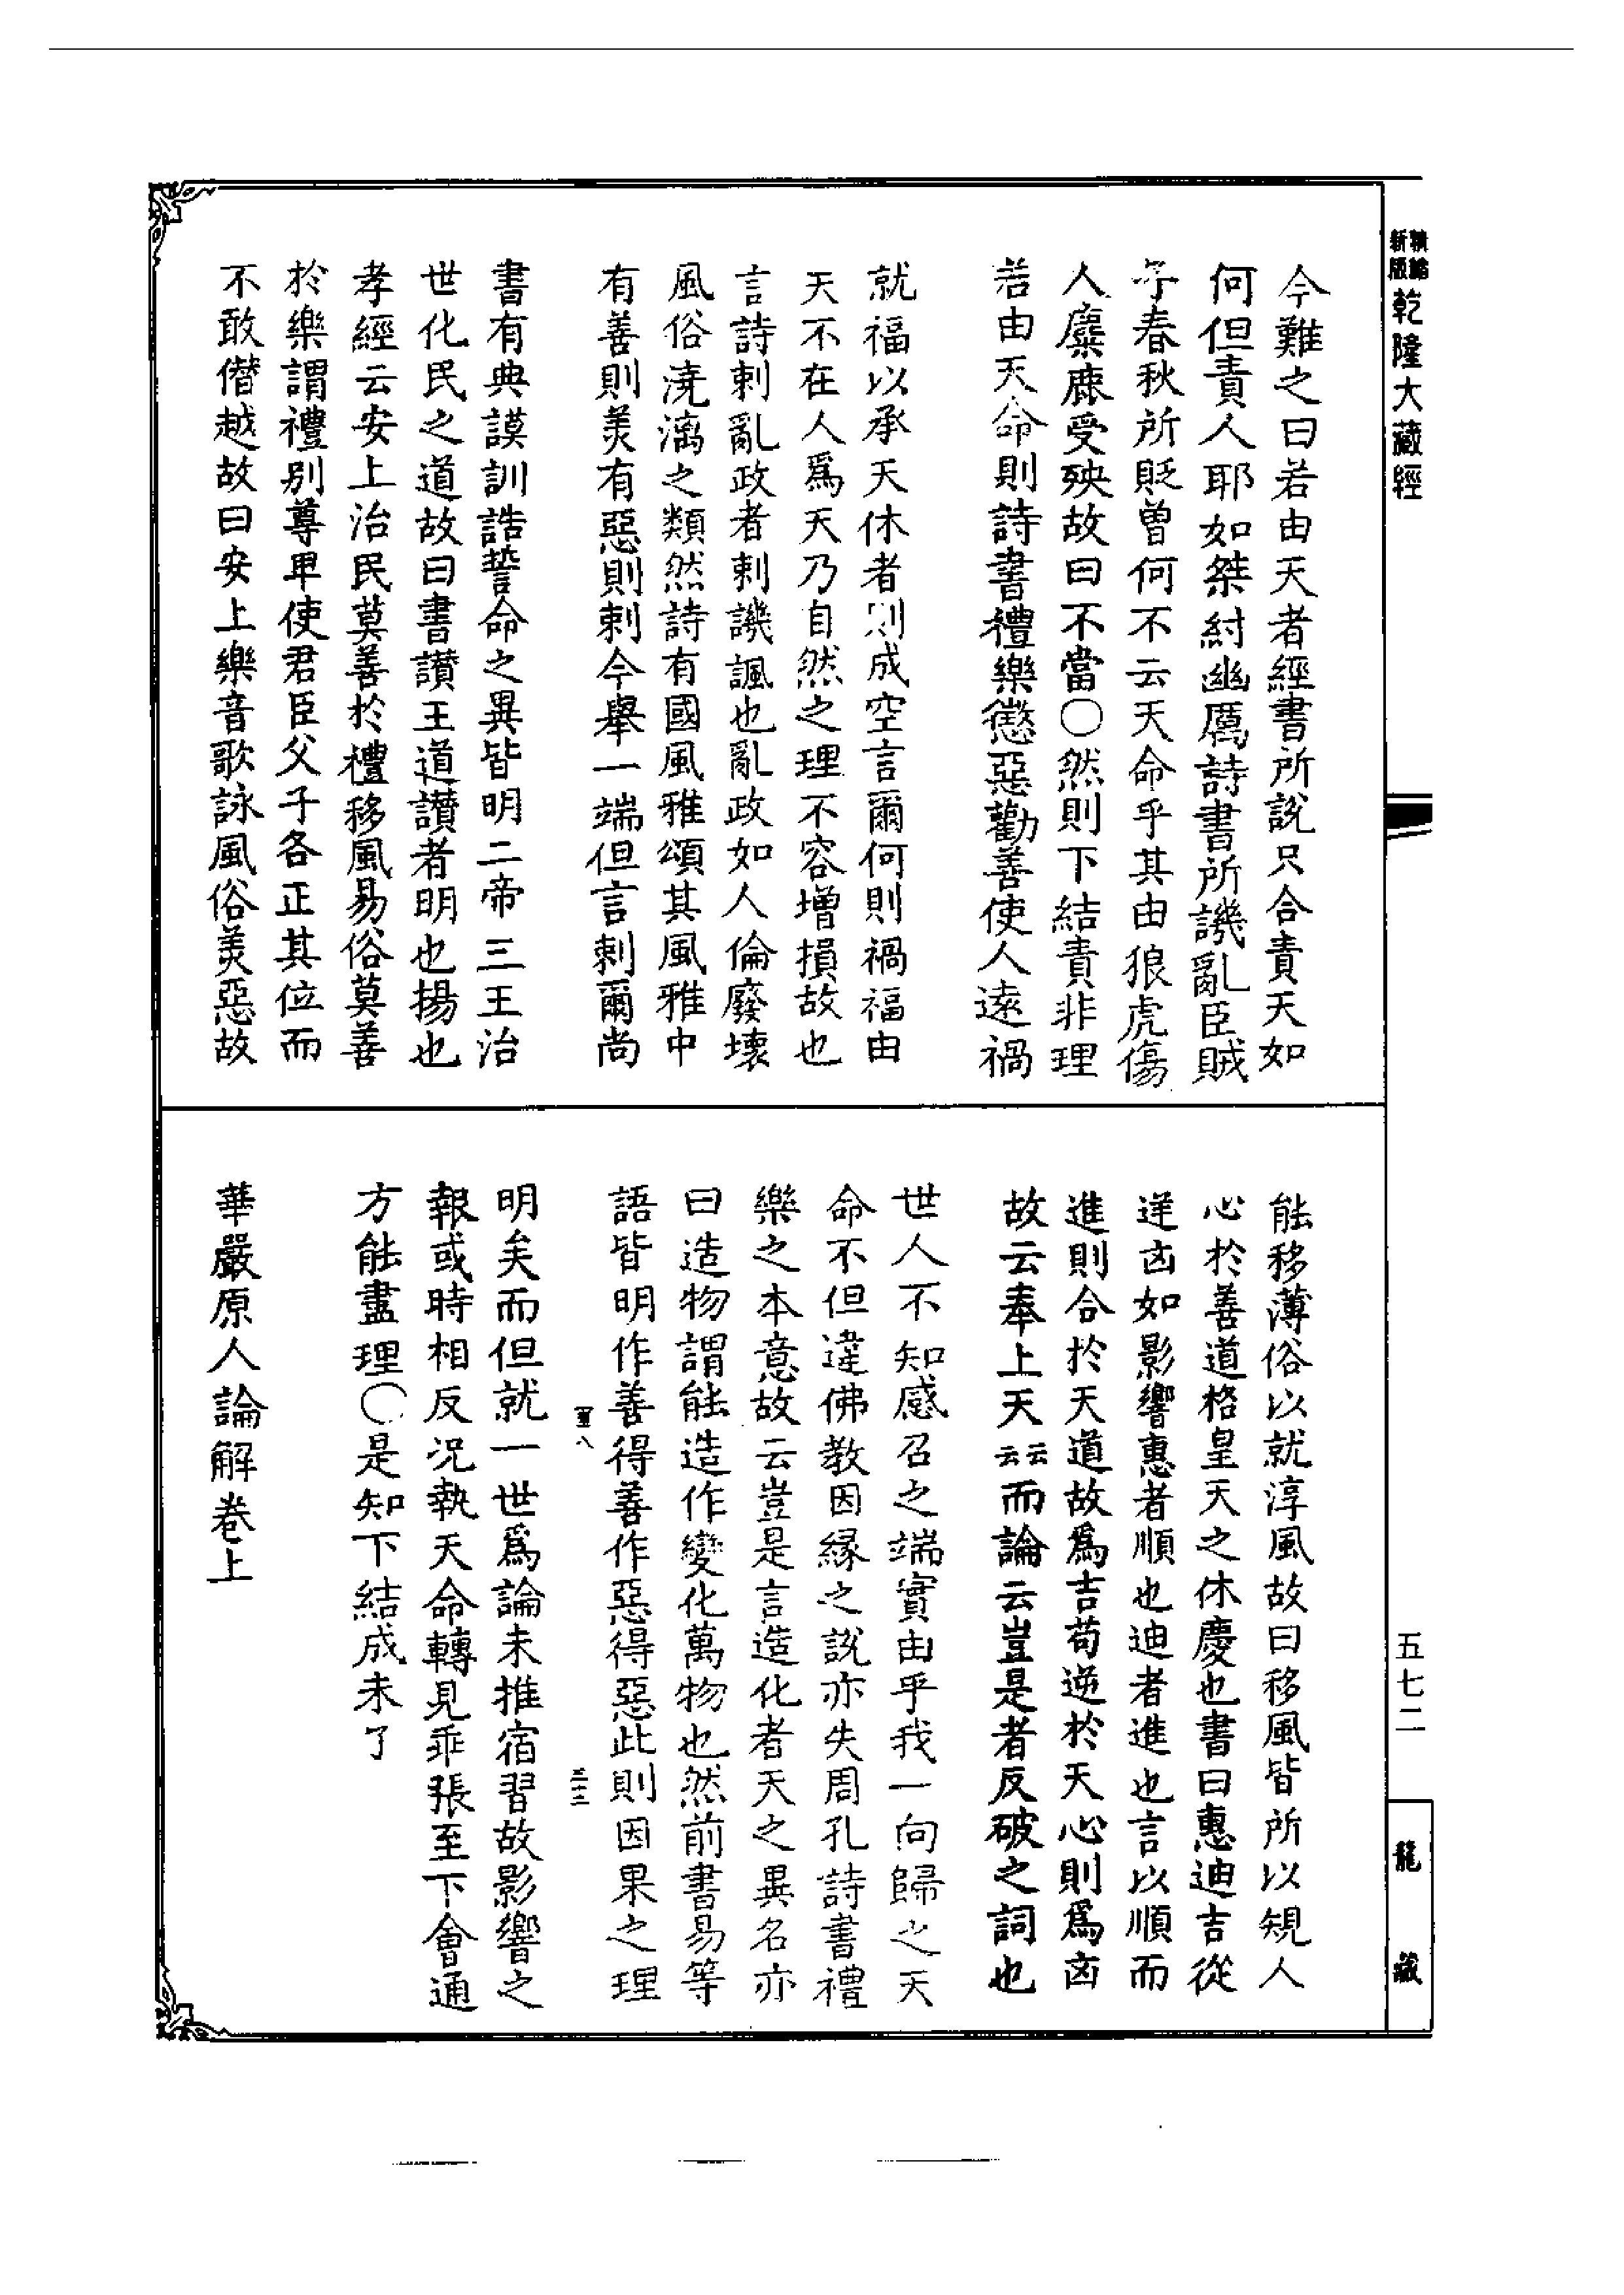 新版精縮乾隆大藏經
今難之曰若由天者經書所說只合責天如
何但責人耶如桀紂幽厲詩書所譏亂臣賊
子春秋所貶曾何不云天命乎其由狼虎傷
人麋鹿受殃故曰不當〇然則下結責非理
若由天命則詩書禮樂懲惡勸善使人遠禍
就福以承天休者則成空言爾何則禍福由
天不在人爲天乃自然之理不容增損故也
言詩刺亂政者刺譏諷也亂政如人倫廢壞
風俗澆漓之類然詩有國風雅頌其風雅中
有善則美有惡則刺今舉一端但言刺爾尚
書有典謨訓誥誓命之異皆明二帝三王治
世化民之道故曰書讚王道讚者明也揚也
孝經云安上治民莫善於禮移風易俗莫善
於樂謂禮別尊卑使君臣父子各正其位而
不敢僭越故曰安上樂音歌詠風俗美惡故
能移薄俗以就淳風故曰移風皆所以規人
心於善道格皇天之休慶也書曰惠迪吉從
逆凶如影響惠者順也迪者進也言以順而
進則合於天道故爲吉苟逆於天心則爲凶
故云奉上天云云而論云豈是者反破之詞也
世人不知感召之端實由乎我一向歸之天
命不但違佛教因緣之說亦失周孔詩書禮
樂之本意故云豈是言造化者天之異名亦
曰造物謂能造作變化萬物也然前書易等
語皆明作善得善作惡得惡此則因果之理
明矣而但就一世爲論未推宿習故影響之
報或時相反況執天命轉見乖張至下會通
方能盡理〇是知下結成未了
華嚴原人論解卷上
五七二
龍藏